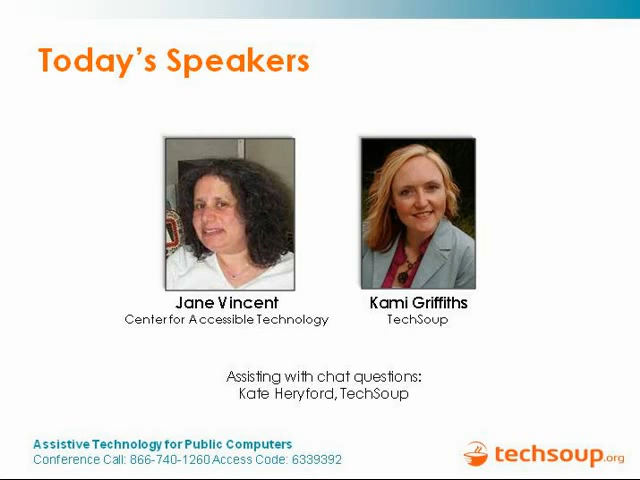 Today's Speakers
Jane Vincent
Center for Accessible Technology
Kami Griffiths
TechSoup
Assisting with chat questions:
Kate Heryford, TechSoup
Assistive Technology for Public Computers
Conference Call: 866-740-1260 Access Code: 6339392
techsoup.org